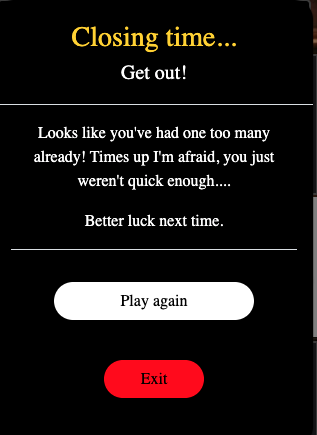 Closing time...
Get out!
Looks like you've had one too many
already! Times up I'm afraid, you just
weren't quick enough....
Better luck next time.
Play again
Exit